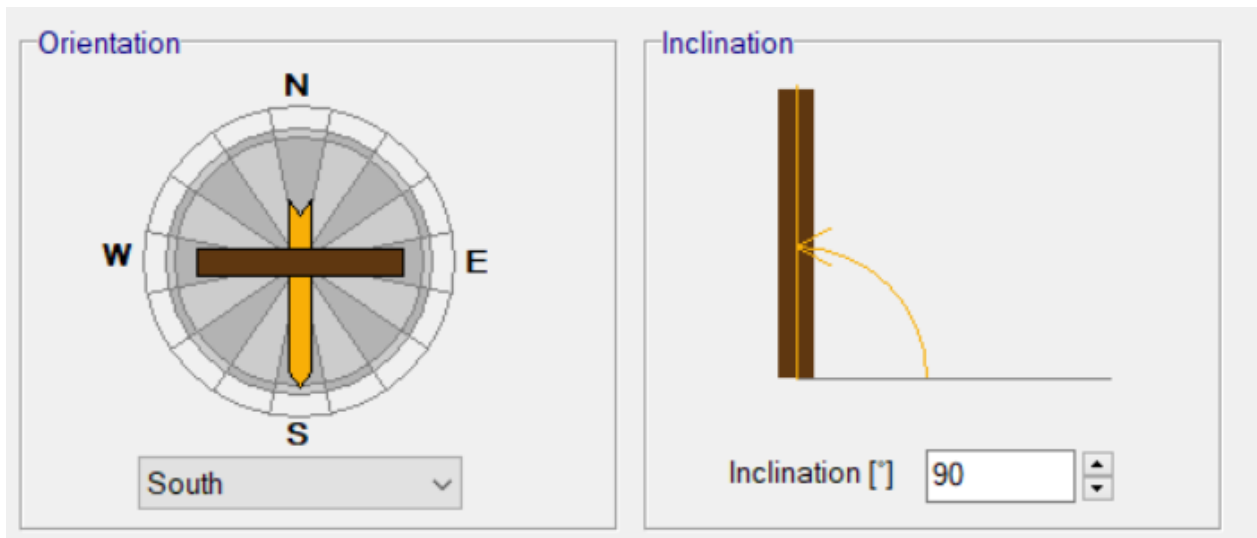 Orientation
N
W
E
S
South
Inclination
Inclination [°] 90